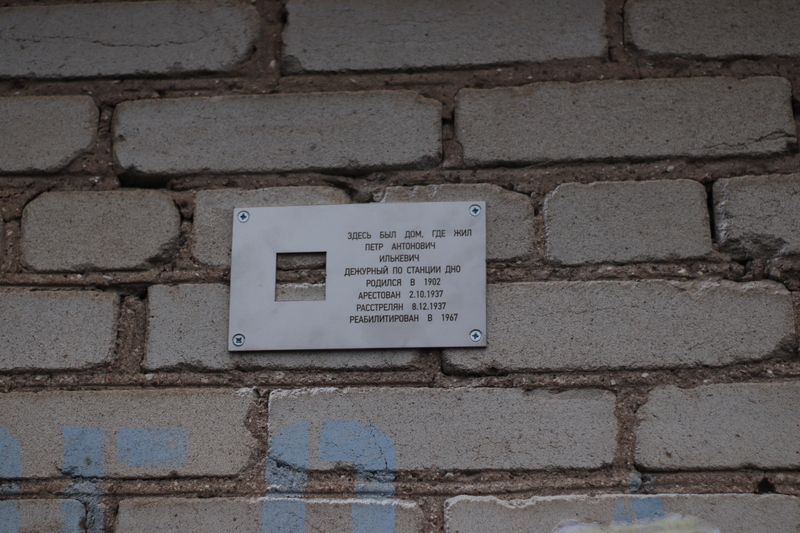 ЗДЕСЬ БЫЛ ДОМ, ГДЕ ЖИЛ
ПЕТР АНТОНОВИЧ
ИЛЬКЕВИЧ
ДЕЖУРНЫЙ ПО СТАНЦИИ ДНО
РОДИЛСЯ В 1902
АРЕСТОВАН 2.10.1937
РАССТРЕЛЯН 8.12.1937
РЕАБИЛИТИРОВАН В 1967